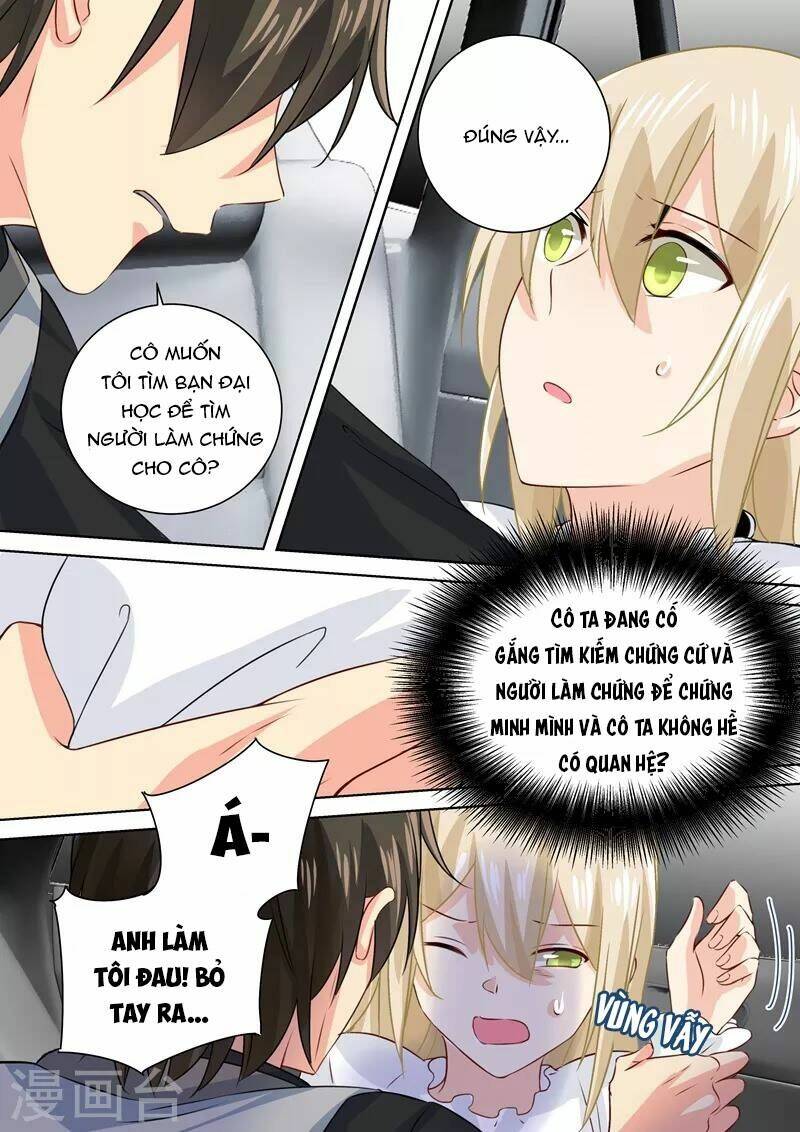 CÔ MUỐN
TÔI TÌM BẠN ĐẠI
HỌC ĐỂ TÌM
NGƯỜI LÀM CHỨNG
CHO CÔ?
ĐÚNG VẬY...
CÔ TA ĐANG CỐ
GẮNG TÌM KIẾM CHỨNG CỨ VÀ
NGƯỜI LÀM CHỨNG ĐỂ CHỨNG
MINH MÌNH VÀ CÔ TA KHÔNG HỀ
CÓ QUAN HỆ?
Á-
ANH LÀM
TÔI ĐAU! BỎ
TAY RA...
VÙNG VẪY
漫画台